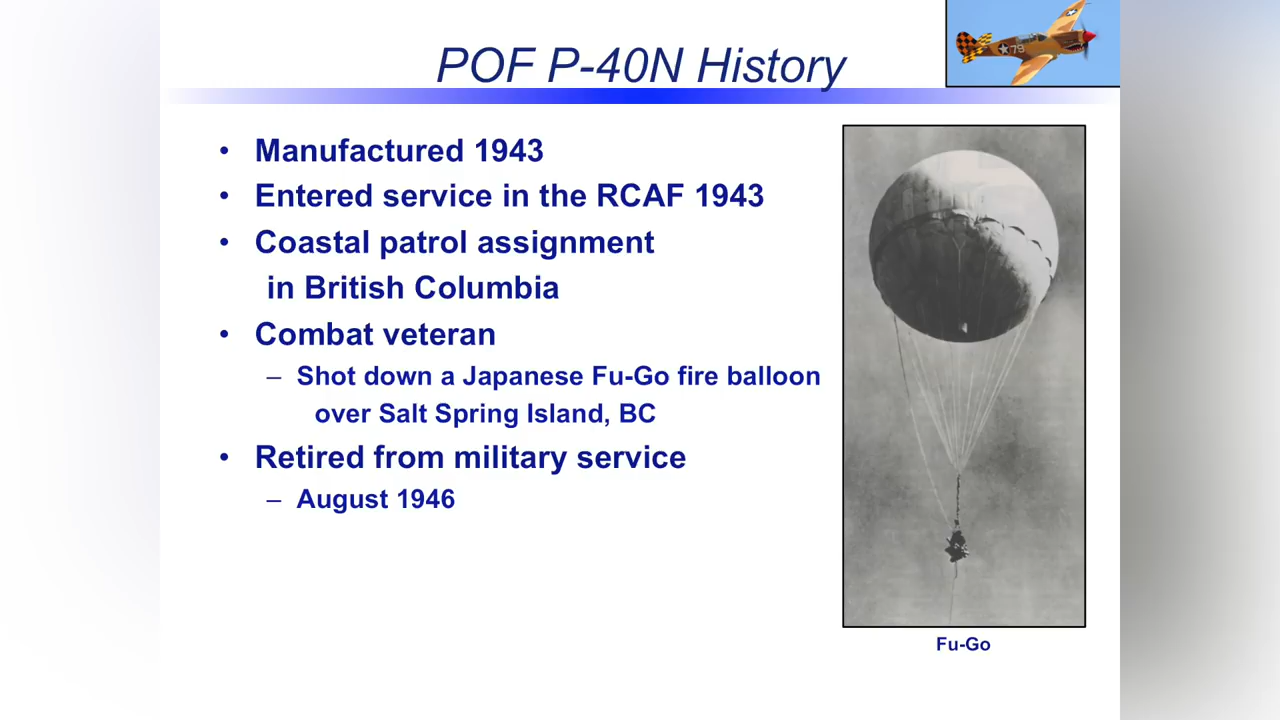 POF P-40N History
79
• Manufactured 1943
• Entered service in the RCAF 1943
• Coastal patrol assignment
in British Columbia
• Combat veteran
– Shot down a Japanese Fu-Go fire balloon
over Salt Spring Island, BC
• Retired from military service
– August 1946
Fu-Go